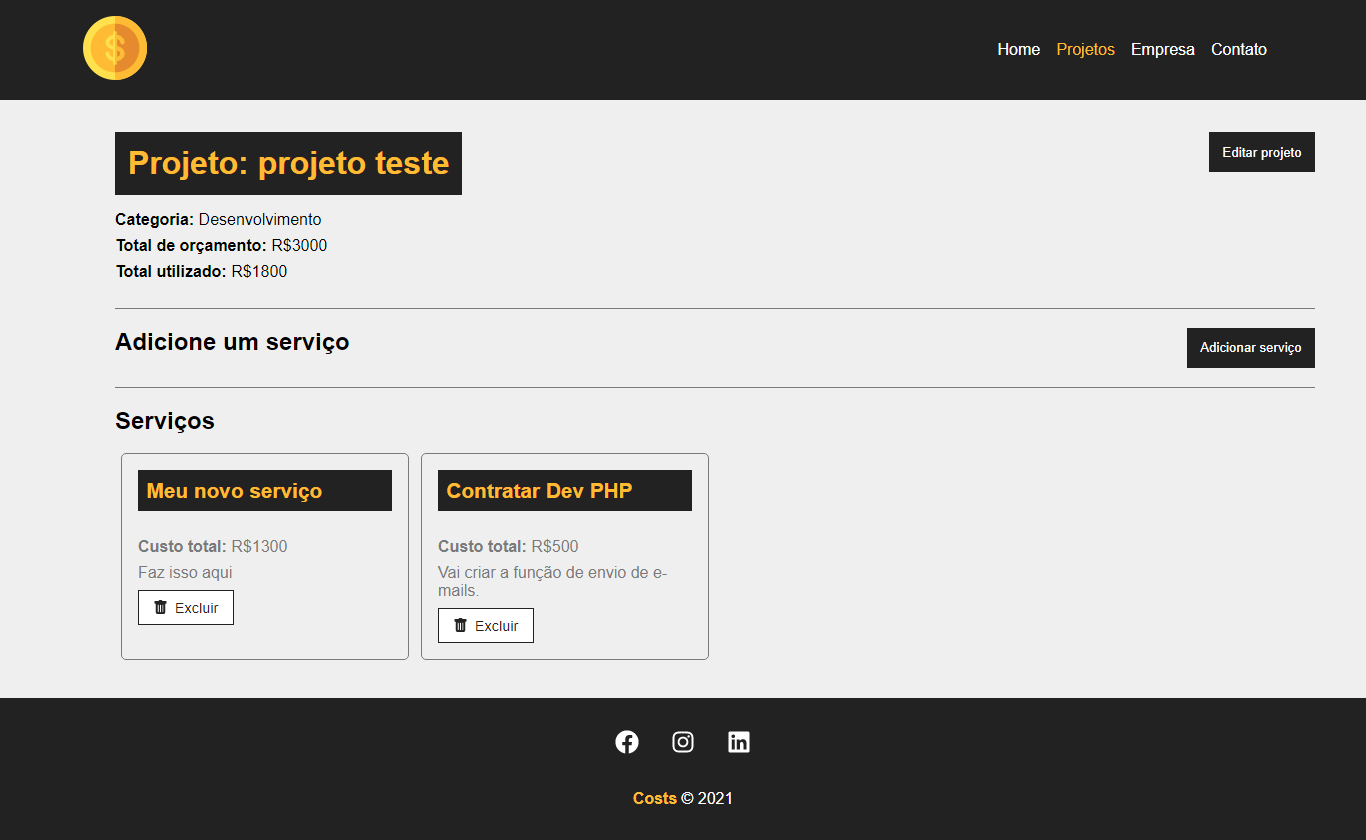 $
Home Projetos Empresa Contato
Projeto: projeto teste
Editar projeto
Categoria: Desenvolvimento
Total de orçamento: R$3000
Total utilizado: R$1800
Adicione um serviço
Adicionar serviço
Serviços
Meu novo serviço
Custo total: R$1300
Faz isso aqui
Excluir
Contratar Dev PHP
Custo total: R$500
Vai criar a função de envio de e-
mails.
Excluir
Costs © 2021